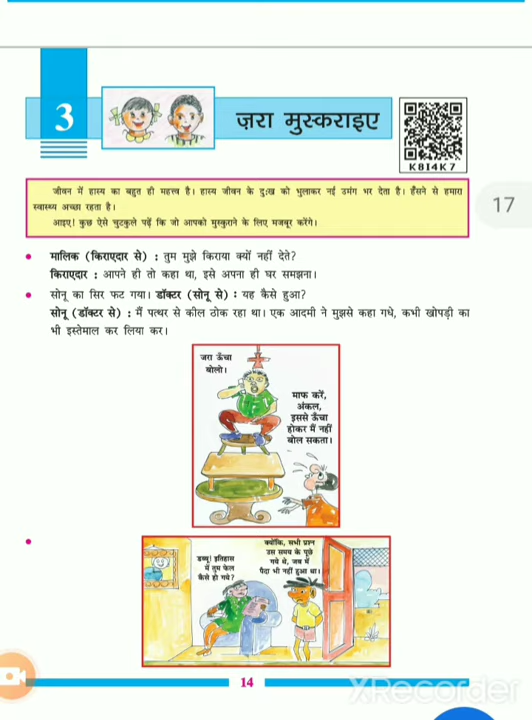 3
ज़रा मुस्कराइए
K8I4K7
जीवन में हास्य का बहुत ही महत्त्व है। हास्य जीवन के दुःख को भुलाकर नई उमंग भर देता है। हँसने से हमारा
स्वास्थ्य अच्छा रहता है।
आइए! कुछ ऐसे चुटकुले पढ़ें कि जो आपको मुस्कुराने के लिए मजबूर करेंगे।
17
• मालिक (किराएदार से) : तुम मुझे किराया क्यों नहीं देते?
किराएदार : आपने ही तो कहा था, इसे अपना ही घर समझना।
• सोनू का सिर फट गया। डॉक्टर (सोनू से) : यह कैसे हुआ?
सोनू (डॉक्टर से) : मैं पत्थर से कील ठोक रहा था। एक आदमी ने मुझसे कहा गधे, कभी खोपड़ी का
भी इस्तेमाल कर लिया कर।
जरा ऊँचा
बोलो।
माफ करें,
अंकल,
इससे ऊँचा
होकर मैं नहीं
बोल सकता।
•
डब्बू! इतिहास
में तुम फेल
कैसे हो गये?
क्योंकि, सभी प्रश्न
उस समय के पूछे
गये थे, जब मैं
पैदा भी नहीं हुआ था।
14
XRecorder